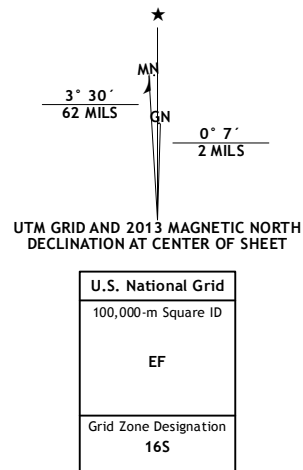 MN
GN
3° 30´
62 MILS
0° 7´
2 MILS
UTM GRID AND 2013 MAGNETIC NORTH
DECLINATION AT CENTER OF SHEET
U.S. National Grid
100,000-m Square ID
EF
Grid Zone Designation
16S